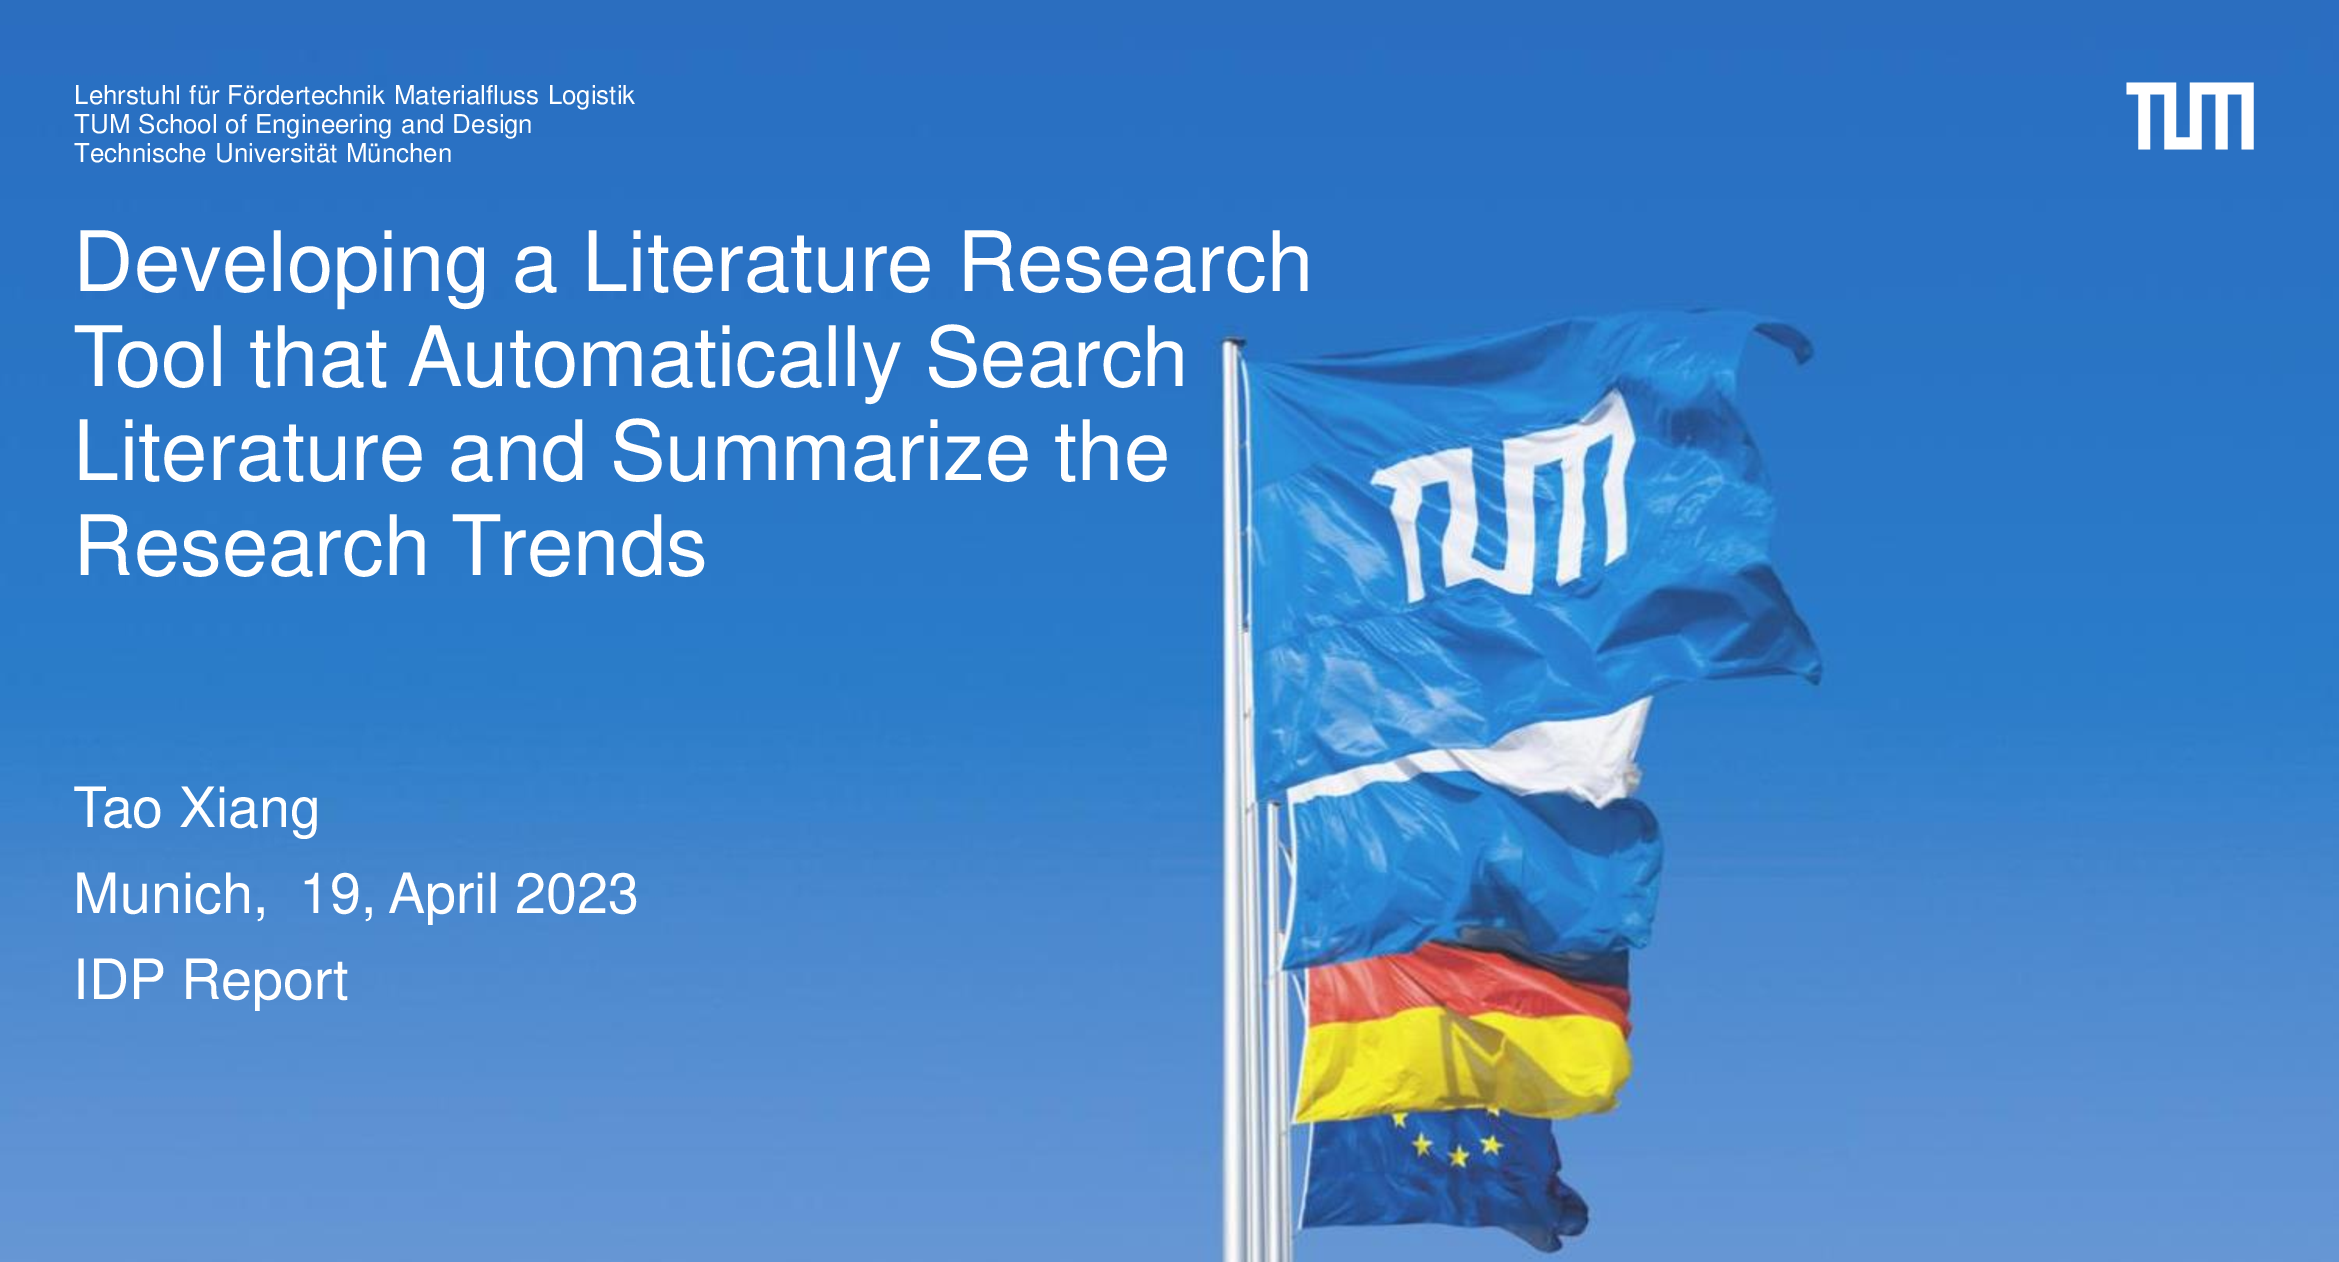 Lehrstuhl für Fördertechnik Materialfluss Logistik
TUM School of Engineering and Design
Technische Universität München
TUM
Developing a Literature Research
Tool that Automatically Search
Literature and Summarize the
Research Trends
TUM
Tao Xiang
Munich,  19, April 2023
IDP Report